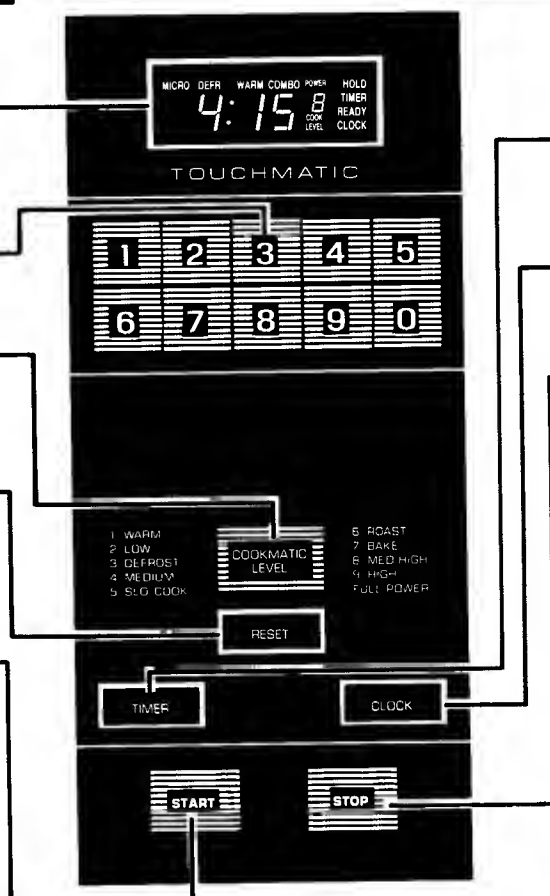 MICRO DEFR WARM COMBO POWER HOLD
TIMER
4:15 8
READY
COOK LEVEL
CLOCK
TOUCHMATIC
1 2 3 4 5
6 7 8 9 0
1 WARM
2 LOW
3 DEFROST
4 MEDIUM
5 SLO COOK
COOKMATIC
LEVEL
6 ROAST
7 BAKE
8 MED HIGH
9 HIGH
FULL POWER
RESET
TIMER
CLOCK
START
STOP